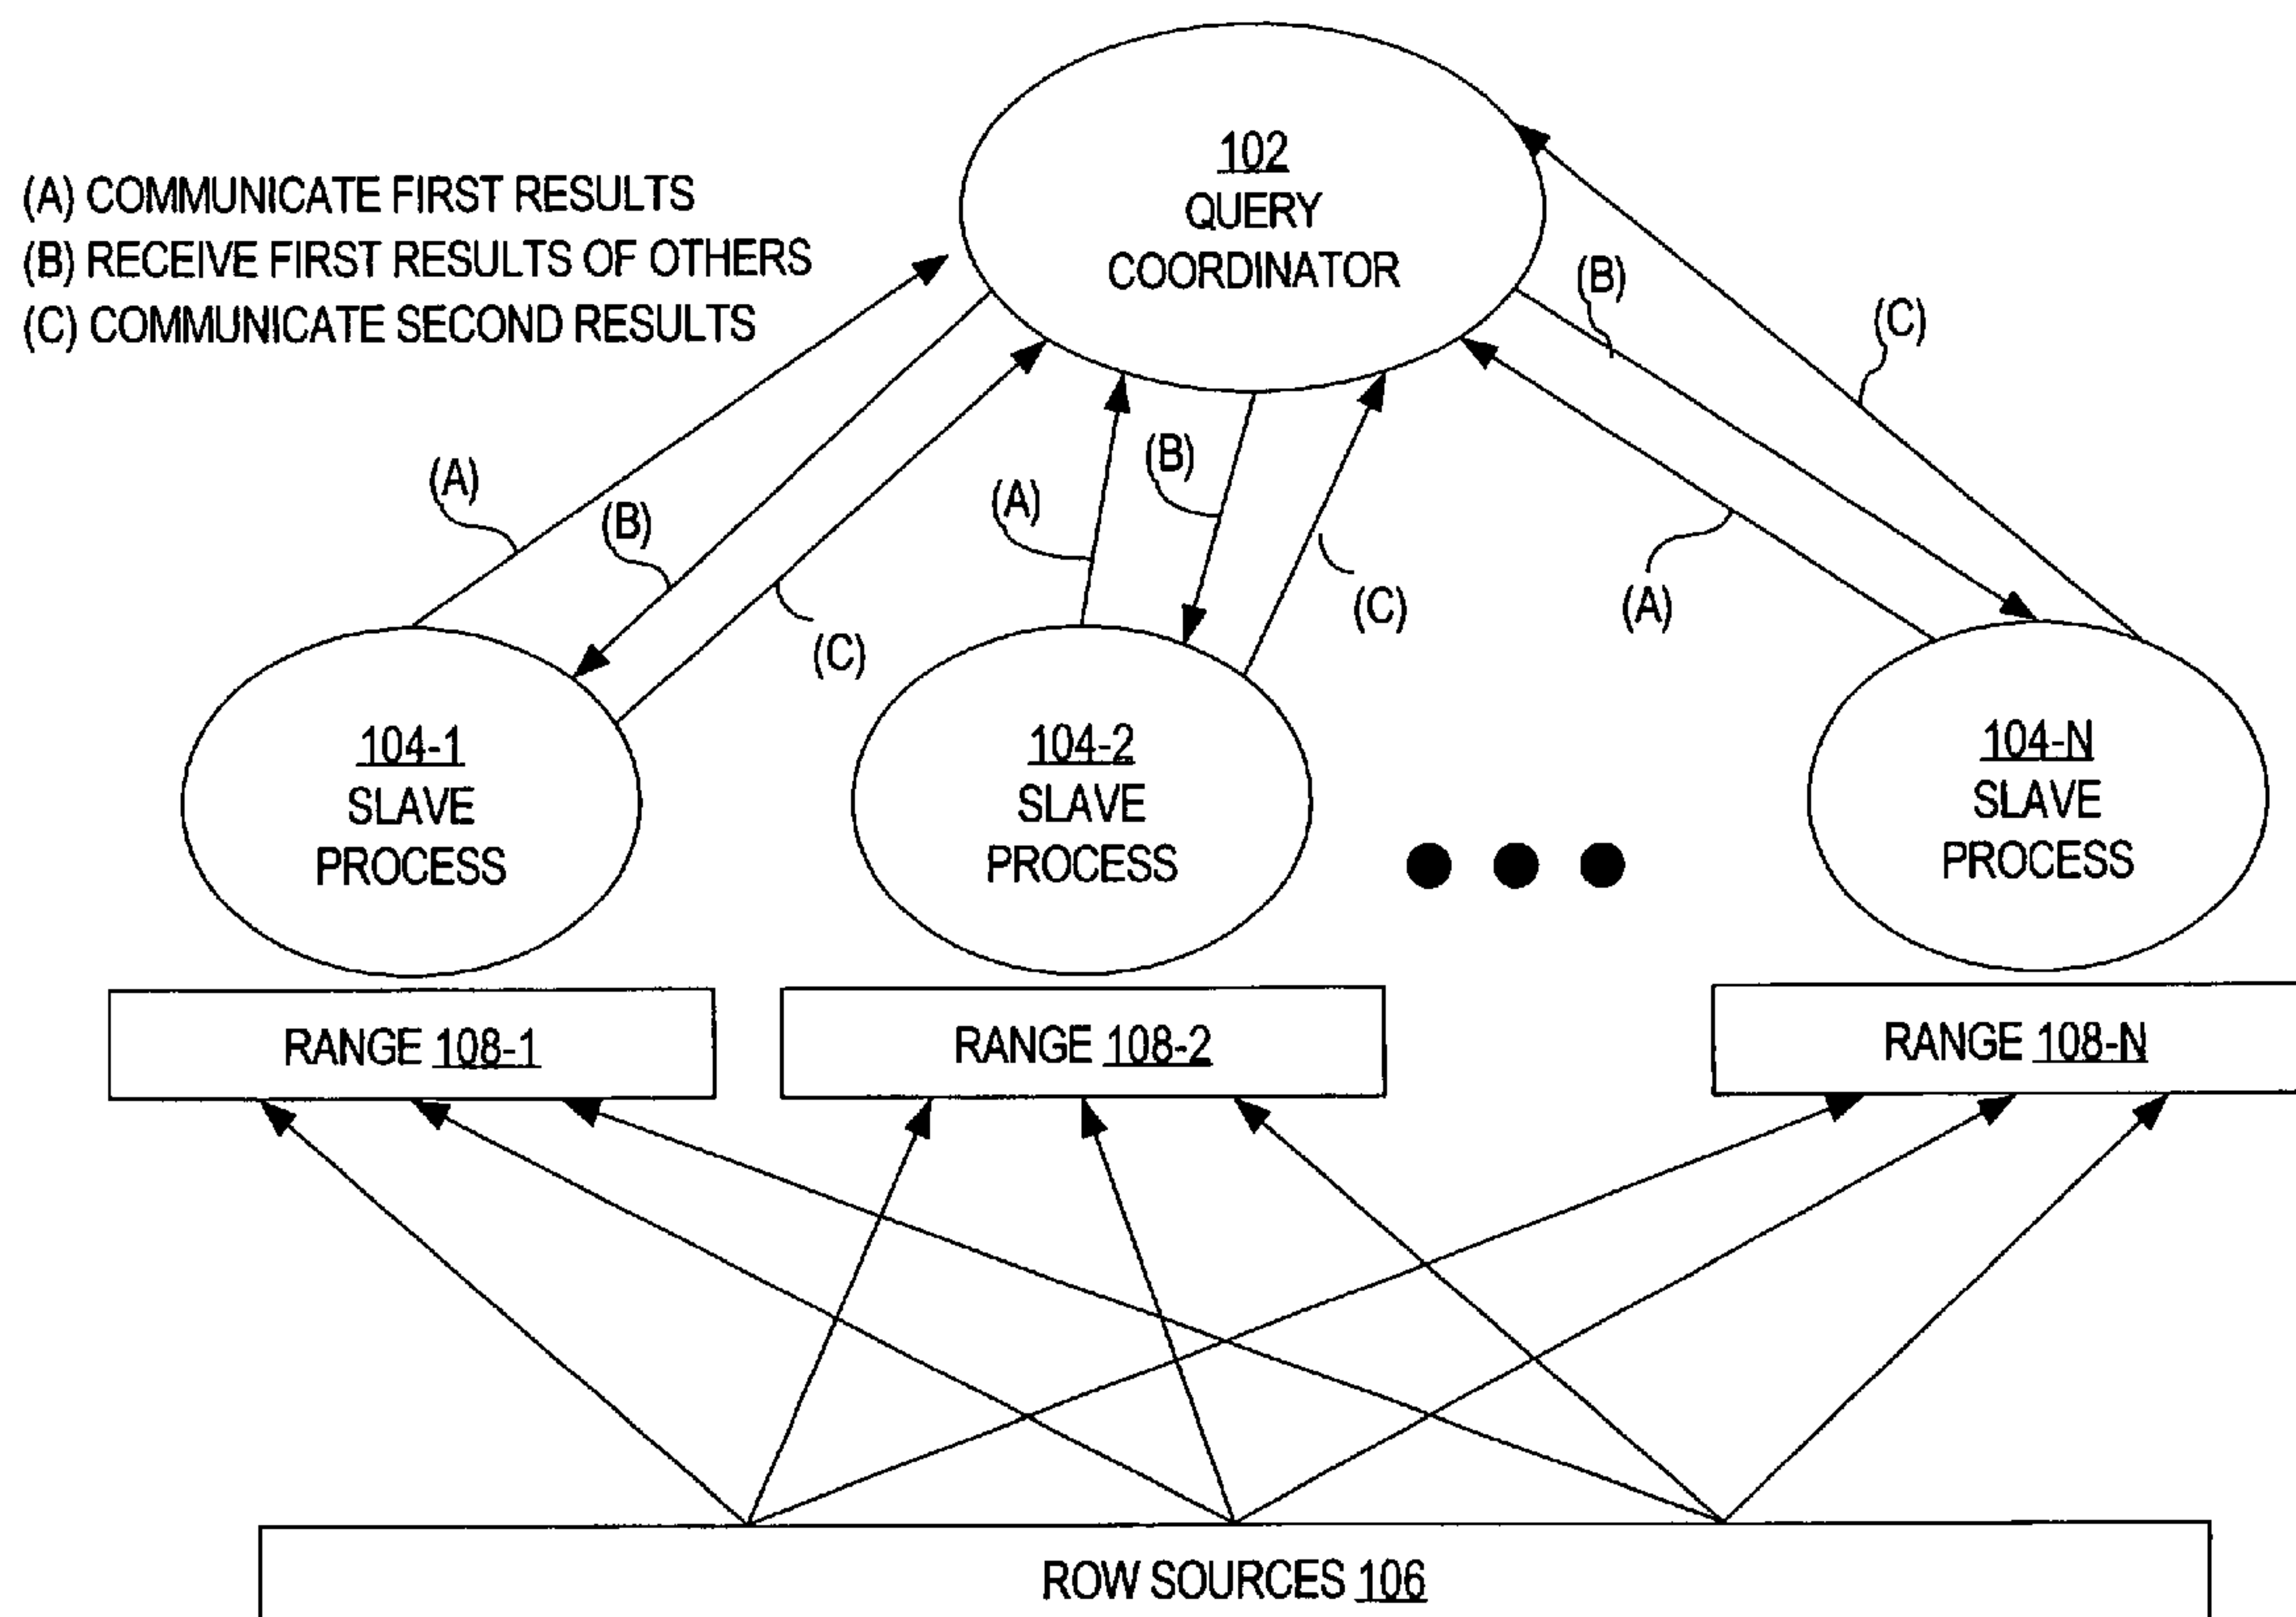 102
QUERY
COORDINATOR
(A) COMMUNICATE FIRST RESULTS
(B) RECEIVE FIRST RESULTS OF OTHERS
(C) COMMUNICATE SECOND RESULTS
(B)
(C)
(A)
(B)
(A)
(B)
(C)
(C)
(A)
104-1
SLAVE
PROCESS
104-2
SLAVE
PROCESS
104-N
SLAVE
PROCESS
RANGE 108-1
RANGE 108-2
RANGE 108-N
ROW SOURCES 106